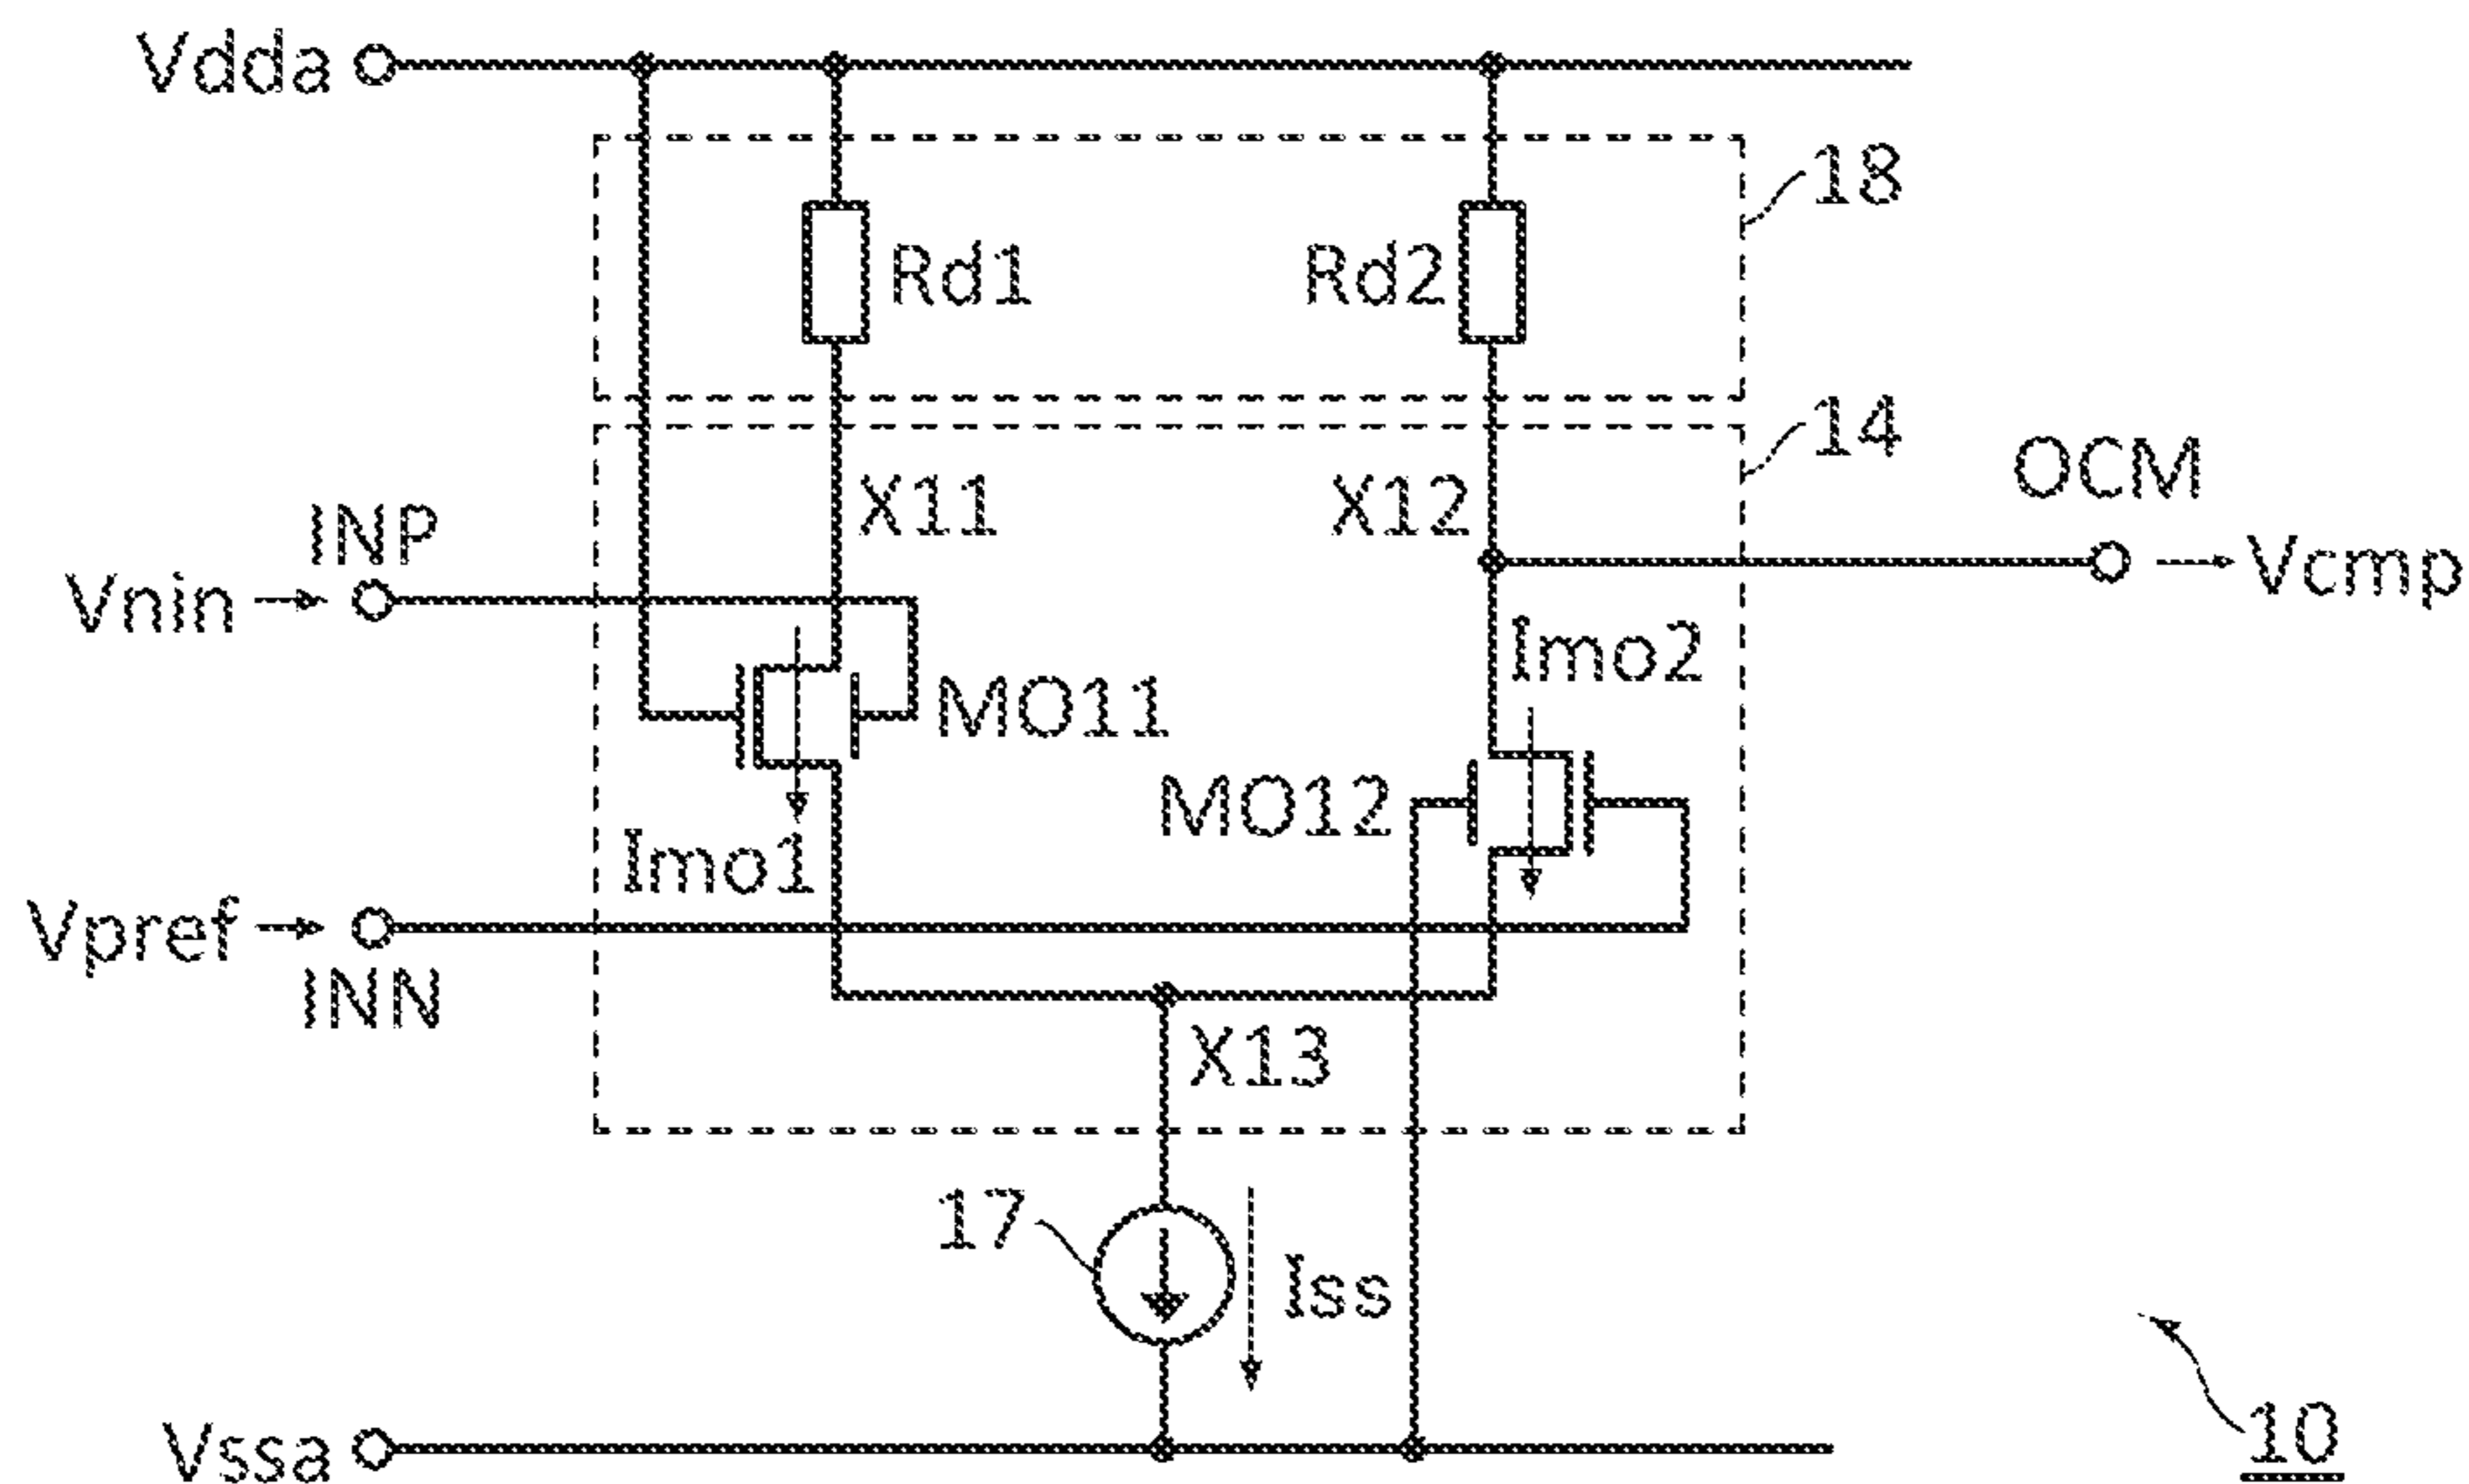 Vdda
18
Rd1
Rd2
14
OCM
X11
X12
INP
Vnin
Vcmp
Imo2
MO11
MO12
Imo1
Vpref
INN
X13
17
Iss
10
Vssa